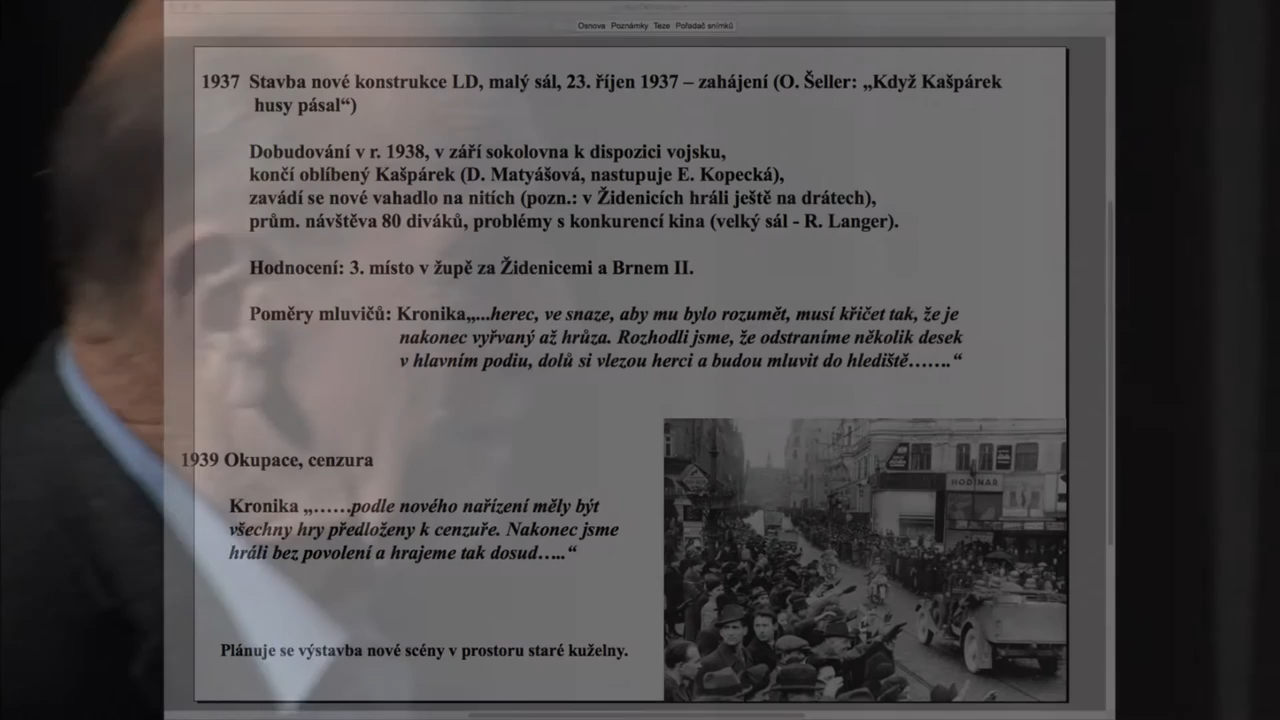 Osnova Poznámky Teze Pořadač snímků
1937 Stavba nové konstrukce LD, malý sál, 23. říjen 1937 – zahájení (O. Šeller: „Když Kašpárek
husy pásal“)
Dobudování v r. 1938, v září sokolovna k dispozici vojsku,
končí oblíbený Kašpárek (D. Matyášová, nastupuje E. Kopecká),
zavádí se nové vahadlo na nitích (pozn.: v Židenicích hráli ještě na drátech),
prům. návštěva 80 diváků, problémy s konkurencí kina (velký sál - R. Langer).
Hodnocení: 3. místo v župě za Židenicemi a Brnem II.
Poměry mluvičů: Kronika„...herec, ve snaze, aby mu bylo rozumět, musí křičet tak, že je
nakonec vyřvaný až hrůza. Rozhodli jsme, že odstraníme několik desek
v hlavním podiu, dolů si vlezou herci a budou mluvit do hlediště…….“
1939 Okupace, cenzura
Kronika „……podle nového nařízení měly být
všechny hry předloženy k cenzuře. Nakonec jsme
hráli bez povolení a hrajeme tak dosud…..“
HODINÁŘ
Plánuje se výstavba nové scény v prostoru staré kuželny.